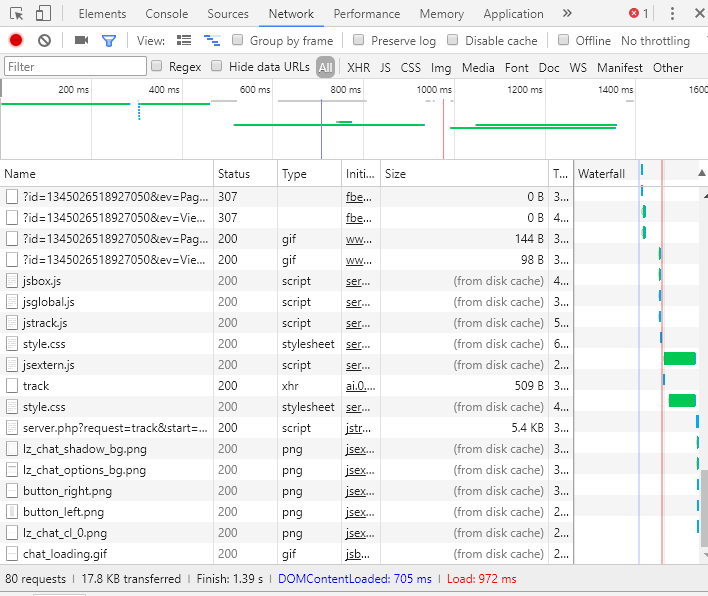 Elements Console Sources Network Performance Memory Application » 1
View: Group by frame Preserve log Disable cache Offline No throttling
Filter Regex Hide data URLs All XHR JS CSS Img Media Font Doc WS Manifest Other
200 ms 400 ms 600 ms 800 ms 1000 ms 1200 ms 1400 ms 1600
Name Status Type Initi... Size T... Waterfall
?id=1345026518927050&ev=Pag... 307 fbe... 0 B 3...
?id=1345026518927050&ev=Vie... 307 fbe... 0 B 4...
?id=1345026518927050&ev=Pag... 200 gif ww... 144 B 3...
?id=1345026518927050&ev=Vie... 200 gif ww... 98 B 3...
jsbox.js 200 script ser... (from disk cache) 4...
jsglobal.js 200 script ser... (from disk cache) 3...
jstrack.js 200 script ser... (from disk cache) 5...
style.css 200 stylesheet ser... (from disk cache) 6...
jsextern.js 200 script ser... (from disk cache) 2...
track 200 xhr ai.0.... 509 B 3...
style.css 200 stylesheet ser... (from disk cache) 4...
server.php?request=track&start=... 200 script jstr... 5.4 KB 3...
lz_chat_shadow_bg.png 200 png jsex... (from disk cache) 3...
lz_chat_options_bg.png 200 png jsex... (from disk cache) 3...
button_right.png 200 png jsex... (from disk cache) 3...
button_left.png 200 png jsex... (from disk cache) 2...
lz_chat_cl_0.png 200 png jsex... (from disk cache) 2...
chat_loading.gif 200 gif jsb... (from disk cache) 2...
80 requests | 17.8 KB transferred | Finish: 1.39 s | DOMContentLoaded: 705 ms | Load: 972 ms